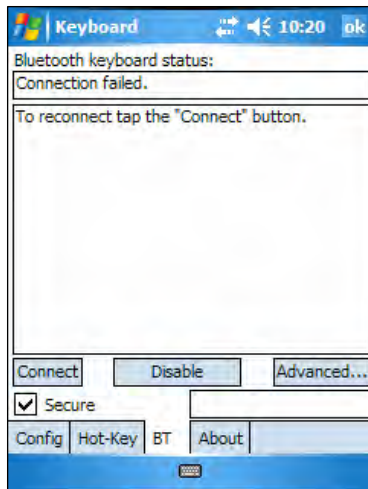 Keyboard 10:20 ok
Bluetooth keyboard status:
Connection failed.
To reconnect tap the "Connect" button.
Connect Disable Advanced...
Secure
Config Hot-Key BT About